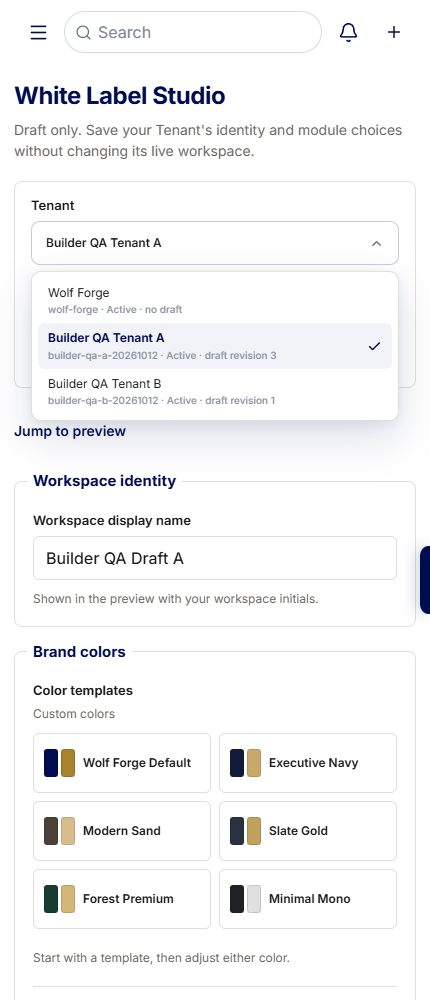 Search
White Label Studio
Draft only. Save your Tenant's identity and module choices
without changing its live workspace.
Tenant
Builder QA Tenant A
Wolf Forge
wolf-forge · Active · no draft
Builder QA Tenant A
builder-qa-a-20261012 · Active · draft revision 3
Builder QA Tenant B
builder-qa-b-20261012 · Active · draft revision 1
Jump to preview
Workspace identity
Workspace display name
Builder QA Draft A
Shown in the preview with your workspace initials.
Brand colors
Color templates
Custom colors
Wolf Forge Default
Executive Navy
Modern Sand
Slate Gold
Forest Premium
Minimal Mono
Start with a template, then adjust either color.